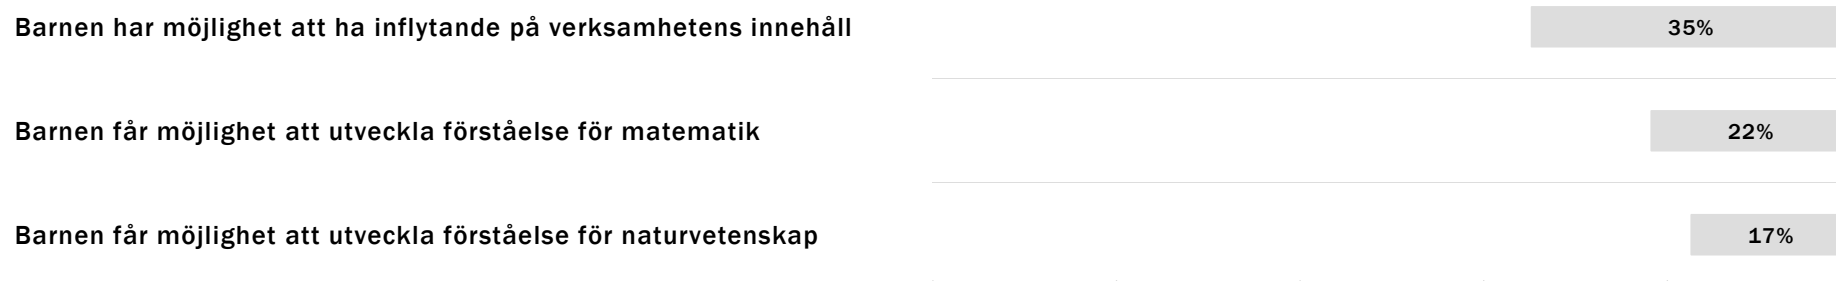 Barnen har möjlighet att ha inflytande på verksamhetens innehåll 35%
Barnen får möjlighet att utveckla förståelse för matematik 22%
Barnen får möjlighet att utveckla förståelse för naturvetenskap 17%